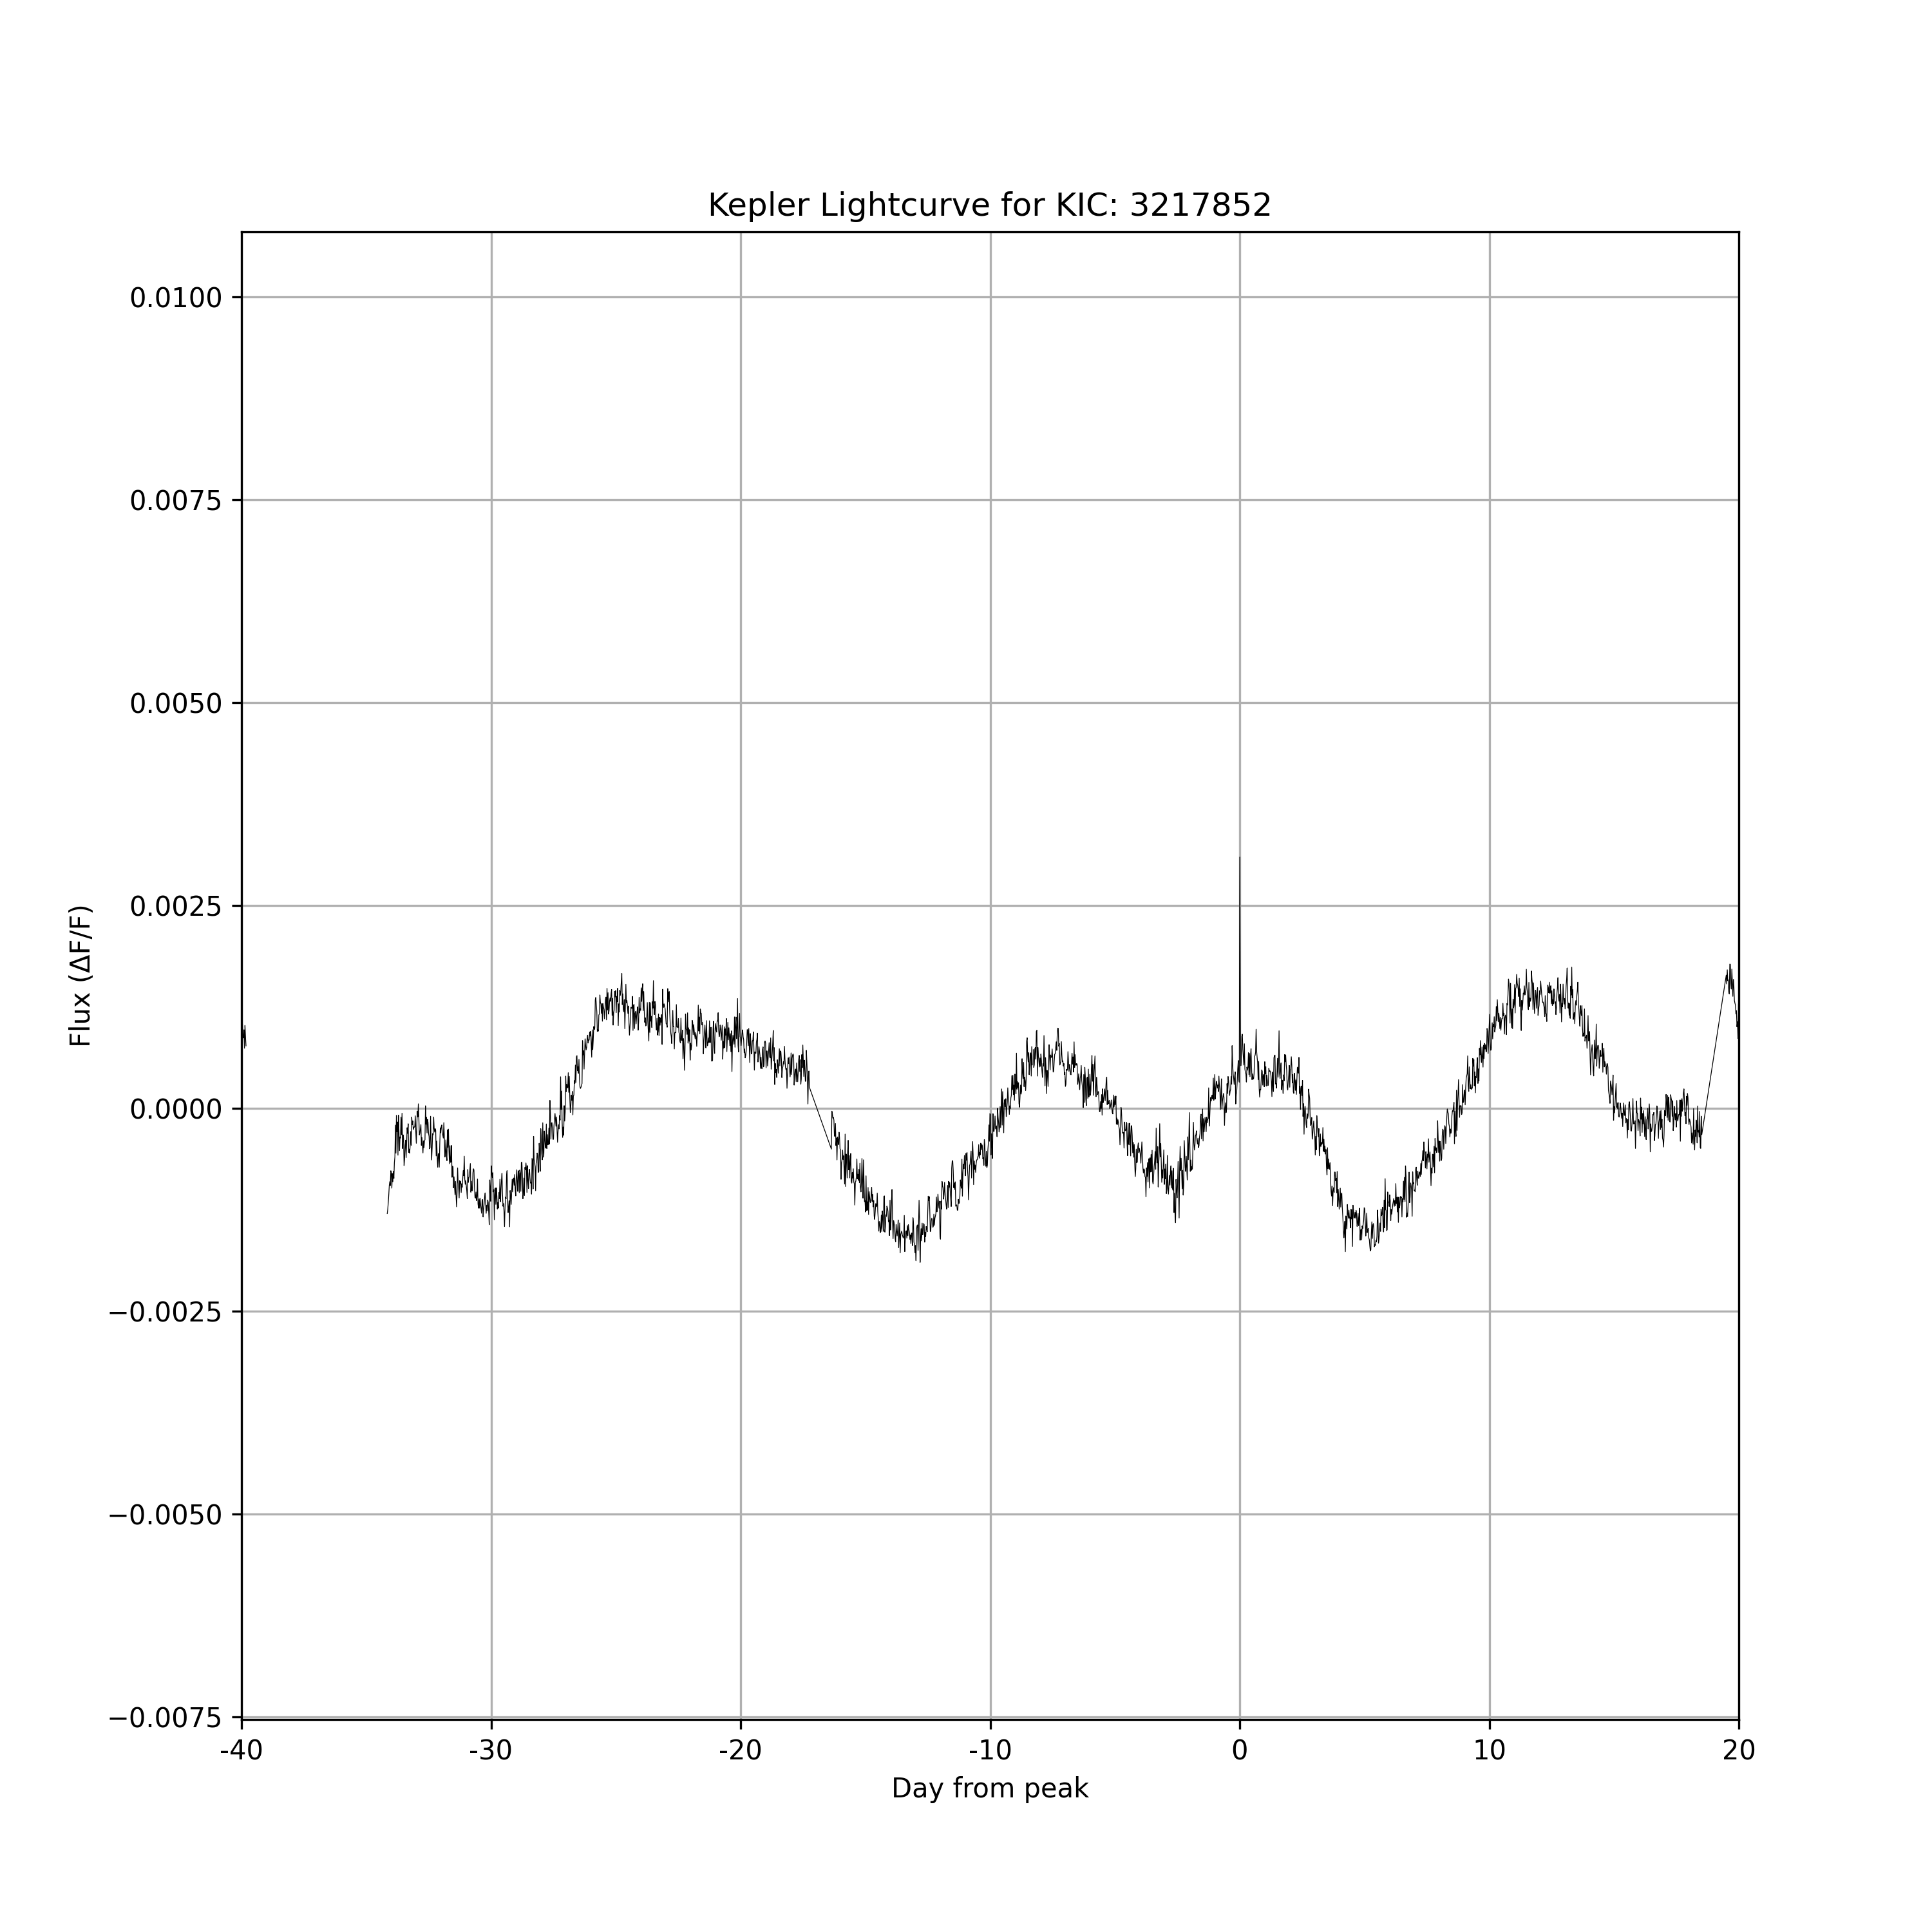 Kepler Lightcurve for KIC: 3217852
0.0100
0.0075
0.0050
0.0025
0.0000
−0.0025
−0.0050
−0.0075
Flux (ΔF/F)
-40 -30 -20 -10 0 10 20
Day from peak